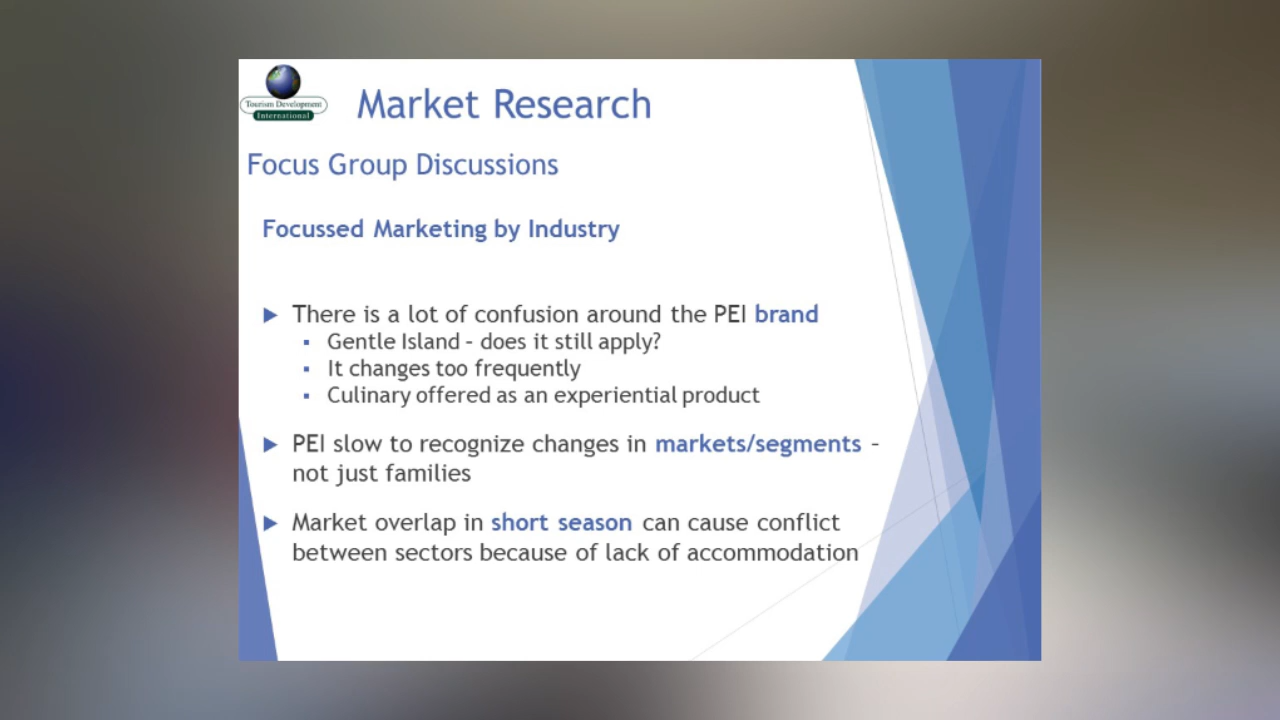 Tourism Development
International
Market Research
Focus Group Discussions
Focussed Marketing by Industry
There is a lot of confusion around the PEI brand
Gentle Island – does it still apply?
It changes too frequently
Culinary offered as an experiential product
PEI slow to recognize changes in markets/segments –
not just families
Market overlap in short season can cause conflict
between sectors because of lack of accommodation